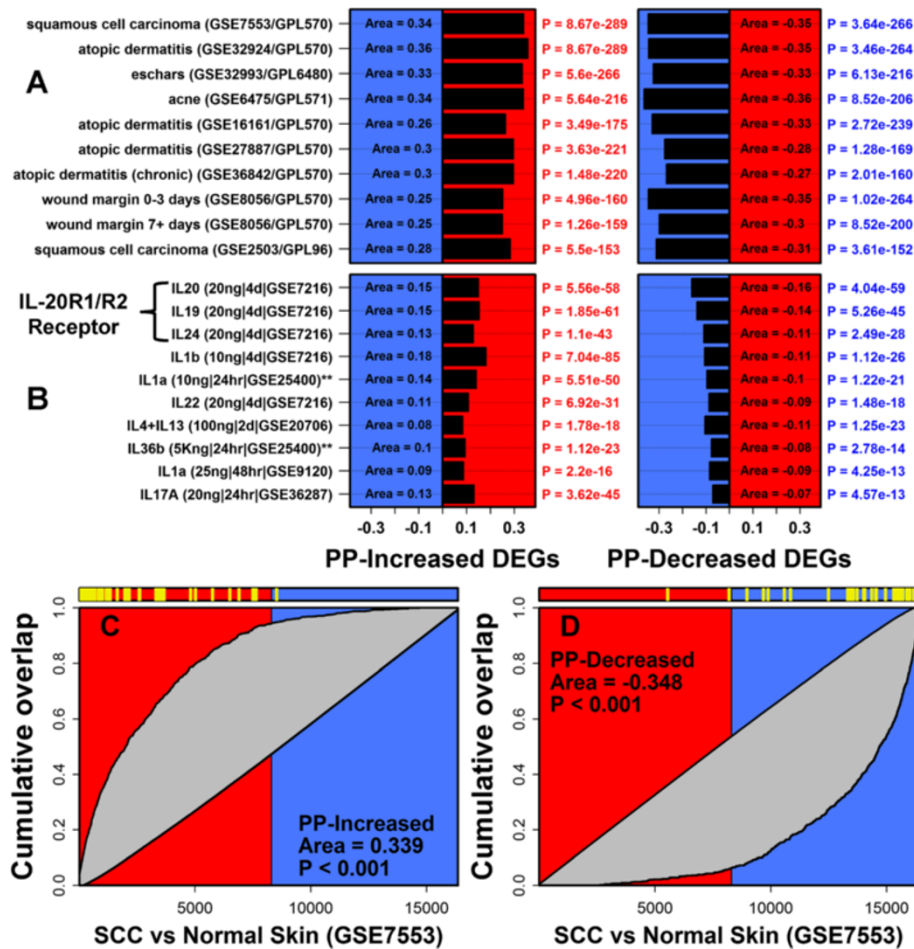 squamous cell carcinoma (GSE7553/GPL570) Area = 0.34 P = 8.67e-289 Area = -0.35 P = 3.64e-266
atopic dermatitis (GSE32924/GPL570) Area = 0.36 P = 8.67e-289 Area = -0.35 P = 3.46e-264
eschars (GSE32993/GPL6480) Area = 0.33 P = 5.6e-266 Area = -0.33 P = 6.13e-216
A
acne (GSE6475/GPL571) Area = 0.34 P = 5.64e-216 Area = -0.36 P = 8.52e-206
atopic dermatitis (GSE16161/GPL570) Area = 0.26 P = 3.49e-175 Area = -0.33 P = 2.72e-239
atopic dermatitis (GSE27887/GPL570) Area = 0.3 P = 3.63e-221 Area = -0.28 P = 1.28e-169
atopic dermatitis (chronic) (GSE36842/GPL570) Area = 0.3 P = 1.48e-220 Area = -0.27 P = 2.01e-160
wound margin 0-3 days (GSE8056/GPL570) Area = 0.25 P = 4.96e-160 Area = -0.35 P = 1.02e-264
wound margin 7+ days (GSE8056/GPL570) Area = 0.25 P = 1.26e-159 Area = -0.3 P = 8.52e-200
squamous cell carcinoma (GSE2503/GPL96) Area = 0.28 P = 5.5e-153 Area = -0.31 P = 3.61e-152
IL-20R1/R2
Receptor
IL20 (20ng|4d|GSE7216) Area = 0.15 P = 5.56e-58 Area = -0.16 P = 4.04e-59
IL19 (20ng|4d|GSE7216) Area = 0.15 P = 1.85e-61 Area = -0.14 P = 5.26e-45
IL24 (20ng|4d|GSE7216) Area = 0.13 P = 1.1e-43 Area = -0.11 P = 2.49e-28
IL1b (10ng|4d|GSE7216) Area = 0.18 P = 7.04e-85 Area = -0.11 P = 1.12e-26
IL1a (10ng|24hr|GSE25400)** Area = 0.14 P = 5.51e-50 Area = -0.1 P = 1.22e-21
B
IL22 (20ng|4d|GSE7216) Area = 0.11 P = 6.92e-31 Area = -0.09 P = 1.48e-18
IL4+IL13 (100ng|2d|GSE20706) Area = 0.08 P = 1.78e-18 Area = -0.11 P = 1.25e-23
IL36b (5Kng|24hr|GSE25400)** Area = 0.1 P = 1.12e-23 Area = -0.08 P = 2.78e-14
IL1a (25ng|48hr|GSE9120) Area = 0.09 P = 2.2e-16 Area = -0.09 P = 4.25e-13
IL17A (20ng|24hr|GSE36287) Area = 0.13 P = 3.62e-45 Area = -0.07 P = 4.57e-13
-0.3 -0.1 0.1 0.3 -0.3 -0.1 0.1 0.3
PP-Increased DEGs PP-Decreased DEGs
C
Cumulative overlap
0.0 0.2 0.4 0.6 0.8 1.0
PP-Increased
Area = 0.339
P < 0.001
5000 10000 15000
SCC vs Normal Skin (GSE7553)
D
Cumulative overlap
0.0 0.2 0.4 0.6 0.8 1.0
PP-Decreased
Area = -0.348
P < 0.001
5000 10000 15000
SCC vs Normal Skin (GSE7553)